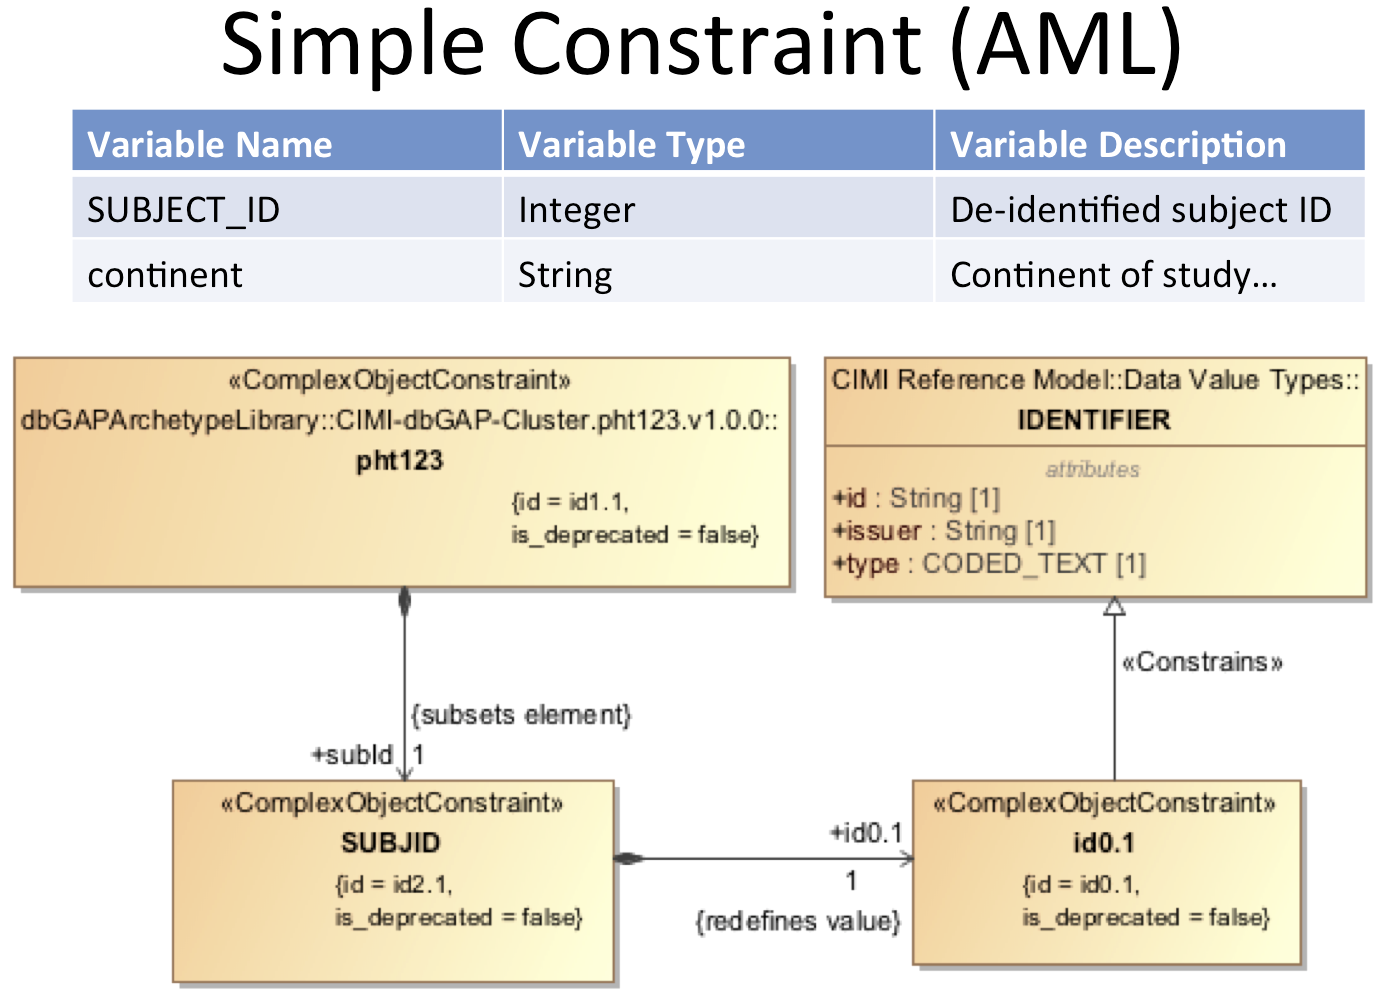 Simple Constraint (AML)
Variable Name Variable Type Variable Description
SUBJECT_ID Integer De-identified subject ID
continent String Continent of study...
«ComplexObjectConstraint»
dbGAPArchetypeLibrary::CIMI-dbGAP-Cluster.pht123.v1.0.0::
pht123
{id = id1.1,
is_deprecated = false}
CIMI Reference Model::Data Value Types::
IDENTIFIER
attributes
+id : String [1]
+issuer : String [1]
+type : CODED_TEXT [1]
«Constrains»
{subsets element}
+subId 1
«ComplexObjectConstraint»
SUBJID
{id = id2.1,
is_deprecated = false}
+id0.1
1
{redefines value}
«ComplexObjectConstraint»
id0.1
{id = id0.1,
is_deprecated = false}